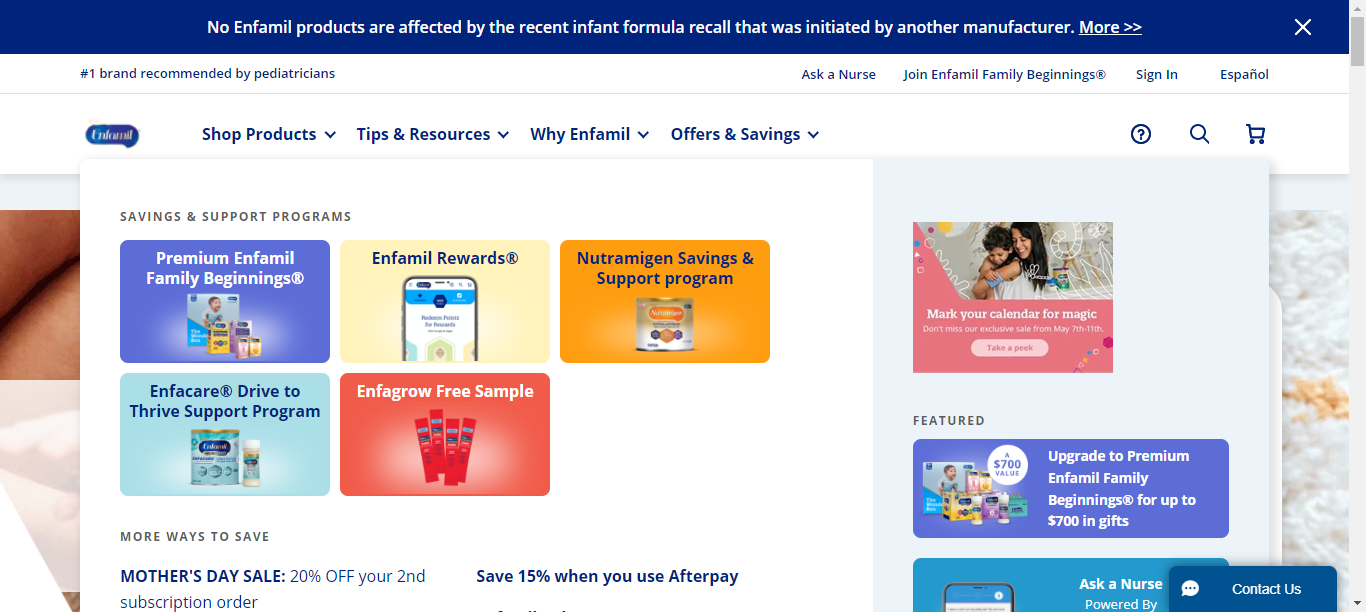 No Enfamil products are affected by the recent infant formula recall that was initiated by another manufacturer. More >>
#1 brand recommended by pediatricians
Ask a Nurse
Join Enfamil Family Beginnings®
Sign In
Español
Enfamil
Shop Products
Tips & Resources
Why Enfamil
Offers & Savings
SAVINGS & SUPPORT PROGRAMS
Premium Enfamil
Family Beginnings®
Enfamil Rewards®
Redeem Points
for Rewards
Nutramigen Savings &
Support program
Nutramigen
Enfacare® Drive to
Thrive Support Program
Enfamil
Enfagrow Free Sample
MORE WAYS TO SAVE
MOTHER'S DAY SALE: 20% OFF your 2nd
subscription order
Save 15% when you use Afterpay
Mark your calendar for magic
Don't miss our exclusive sale from May 7th-11th.
Take a peek
FEATURED
A
$700
VALUE
Upgrade to Premium
Enfamil Family
Beginnings® for up to
$700 in gifts
Ask a Nurse
Powered By
Contact Us